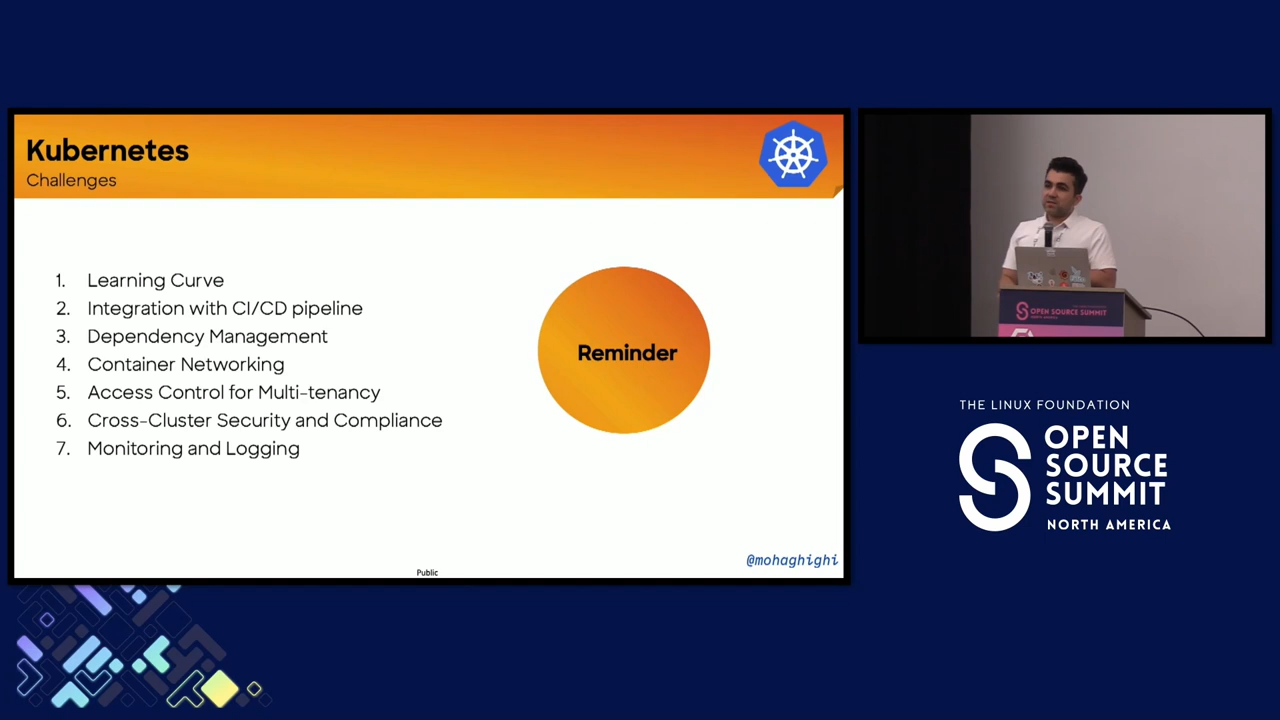 Kubernetes
Challenges
1. Learning Curve
2. Integration with CI/CD pipeline
3. Dependency Management
4. Container Networking
5. Access Control for Multi-tenancy
6. Cross-Cluster Security and Compliance
7. Monitoring and Logging
Reminder
@mohaghighi
Public
OPEN SOURCE SUMMIT
THE LINUX FOUNDATION
OPEN
SOURCE
SUMMIT
NORTH AMERICA